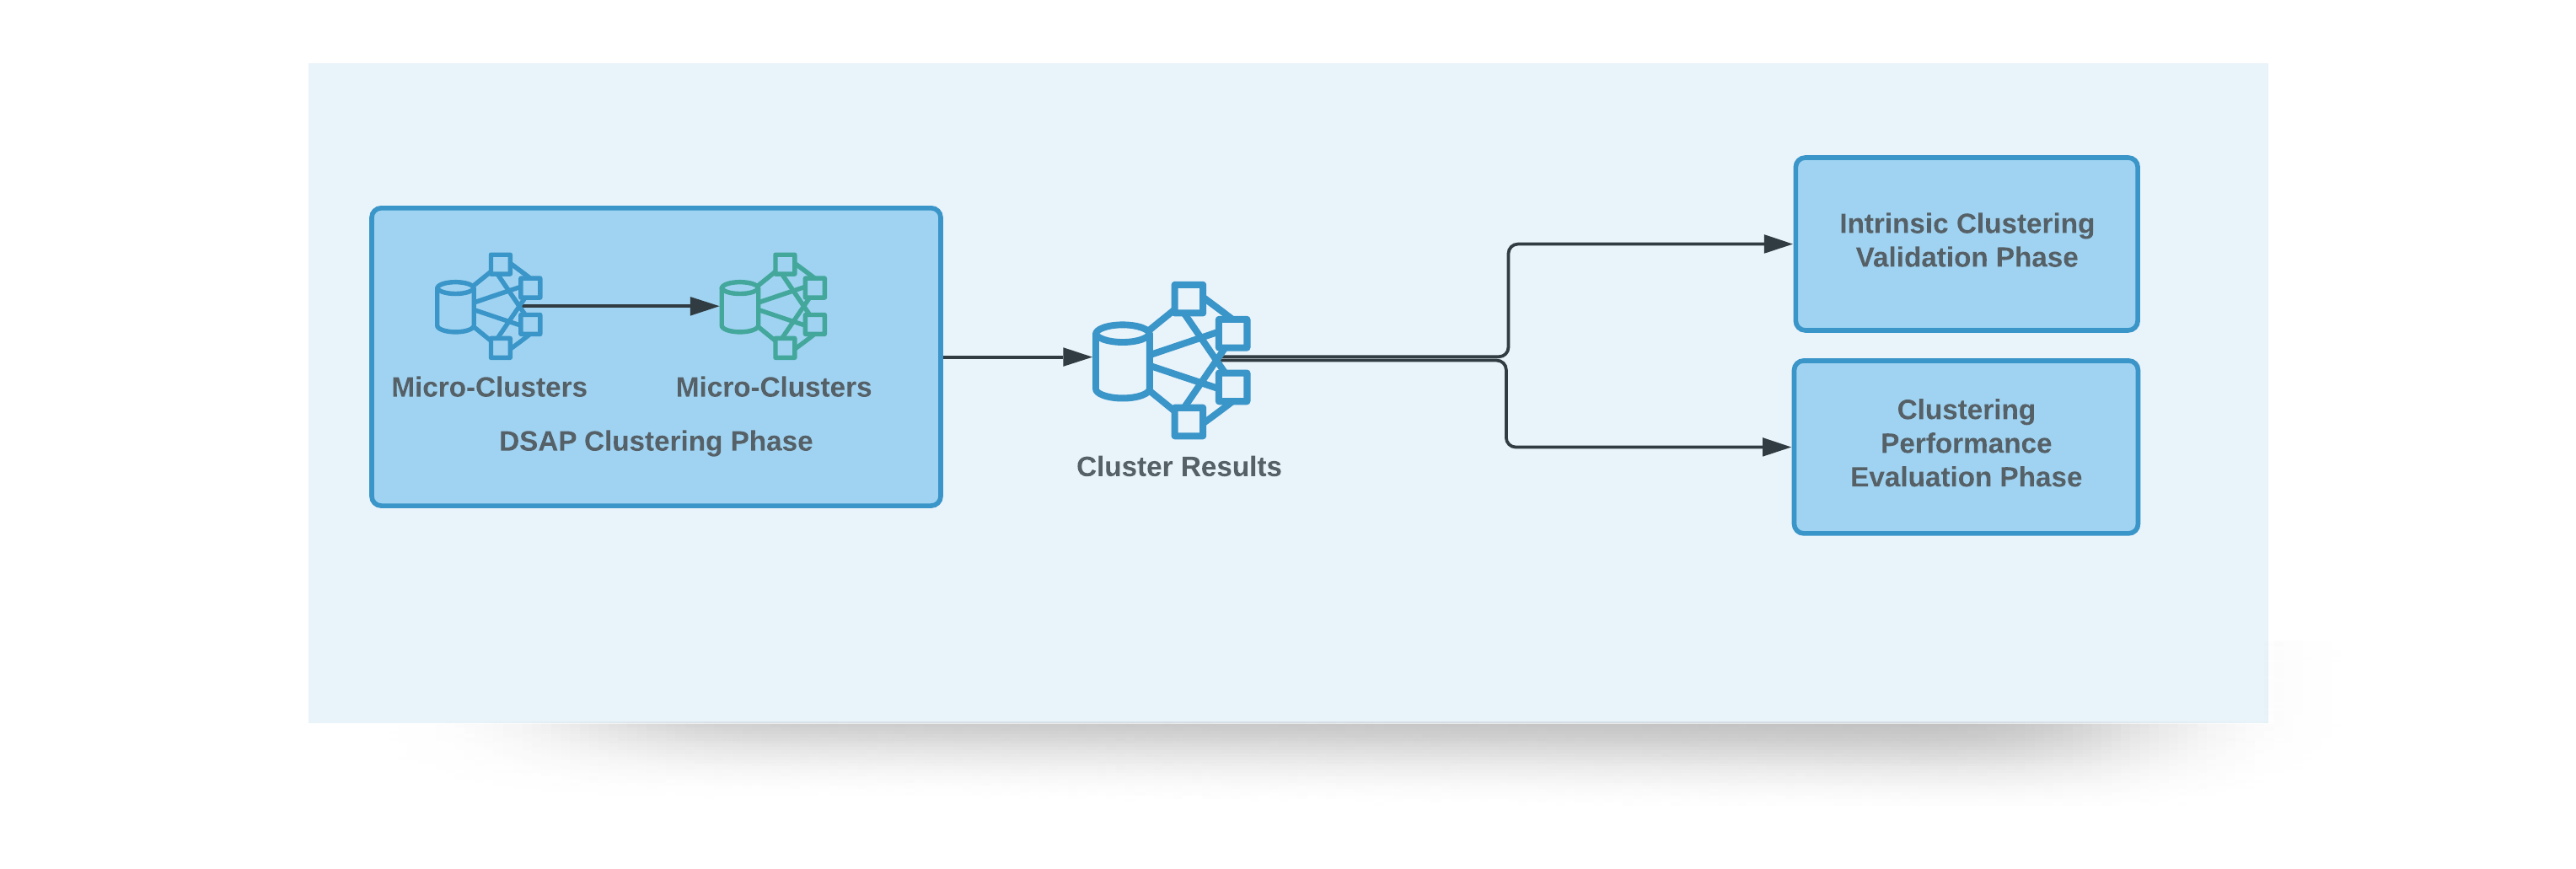 Micro-Clusters
Micro-Clusters
DSAP Clustering Phase
Cluster Results
Intrinsic Clustering
Validation Phase
Clustering
Performance
Evaluation Phase